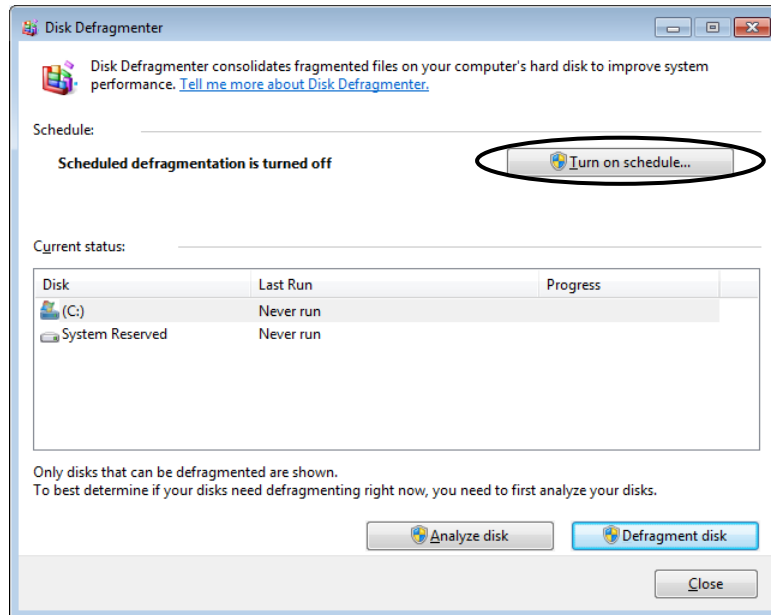 Disk Defragmenter
Disk Defragmenter consolidates fragmented files on your computer's hard disk to improve system
performance. Tell me more about Disk Defragmenter.
Schedule:
Scheduled defragmentation is turned off
Turn on schedule...
Current status:
Disk Last Run Progress
(C:) Never run
System Reserved Never run
Only disks that can be defragmented are shown.
To best determine if your disks need defragmenting right now, you need to first analyze your disks.
Analyze disk Defragment disk
Close